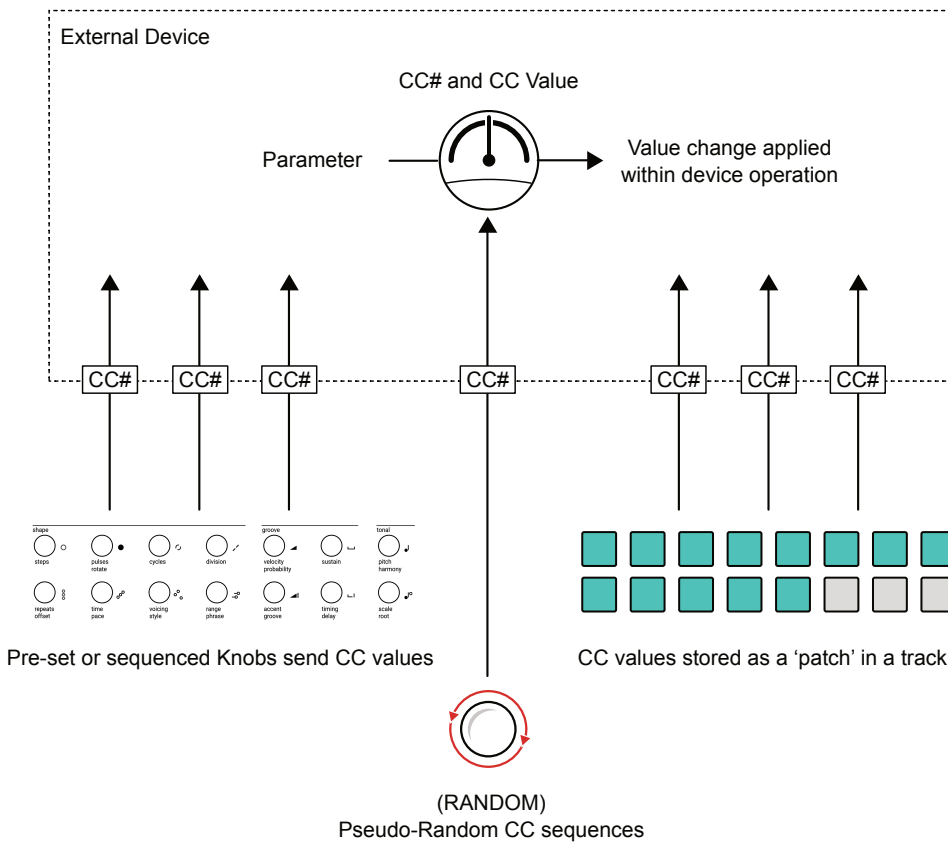 External Device
CC# and CC Value
Parameter
Value change applied
within device operation
CC# CC# CC# CC# CC# CC# CC#
shape groove tonal
steps pulses cycles division velocity sustain pitch
rotate probability harmony
repeats time voicing range accent timing scale
offset pace style phrase groove delay root
Pre-set or sequenced Knobs send CC values
CC values stored as a ‘patch’ in a track
(RANDOM)
Pseudo-Random CC sequences